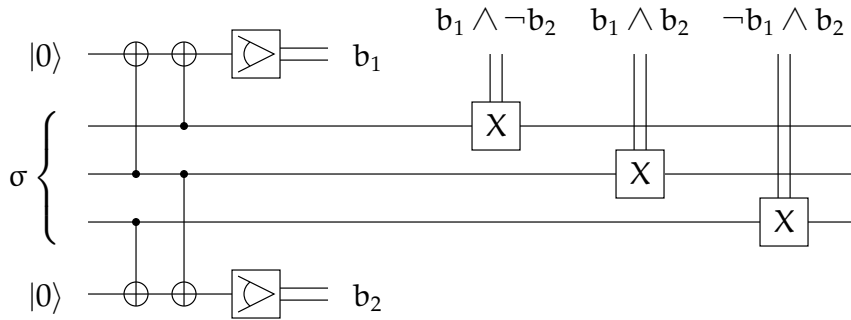 b₁ ∧ ¬b₂ b₁ ∧ b₂ ¬b₁ ∧ b₂
|0⟩ b₁
X
σ X
X
|0⟩ b₂